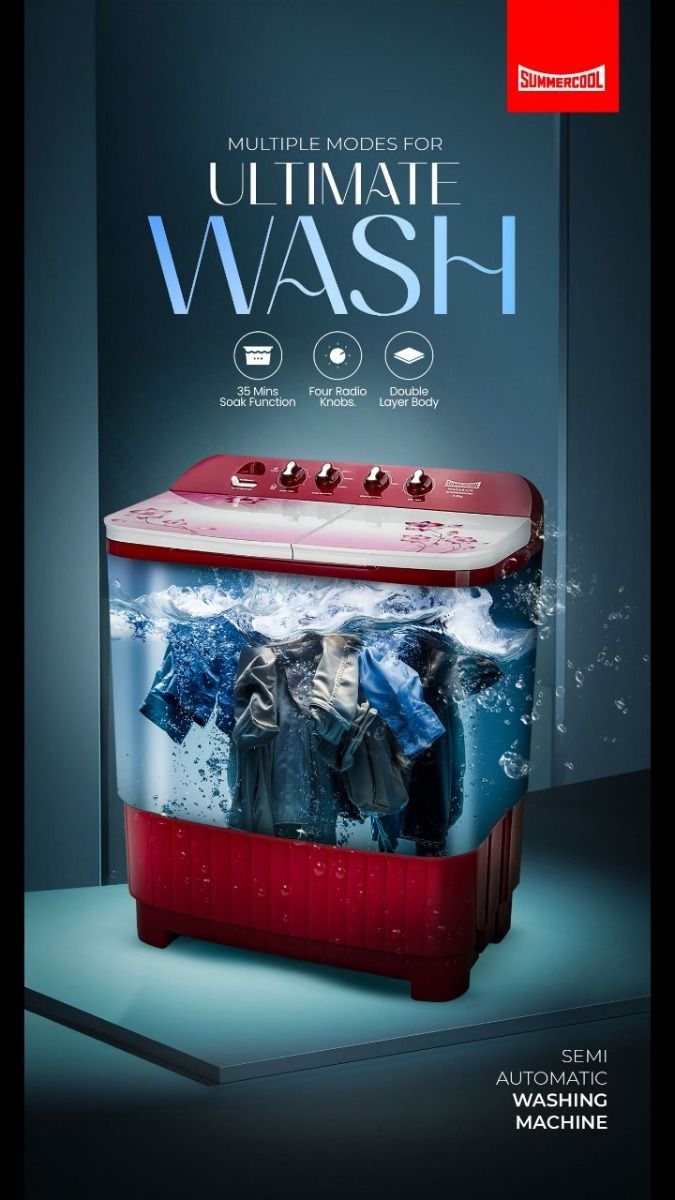 SUMMERCOOL
MULTIPLE MODES FOR
ULTIMATE
WASH
35 Mins
Soak Function
Four Radio
Knobs.
Double
Layer Body
SUMMERCOOL
SEMI
AUTOMATIC
WASHING
MACHINE